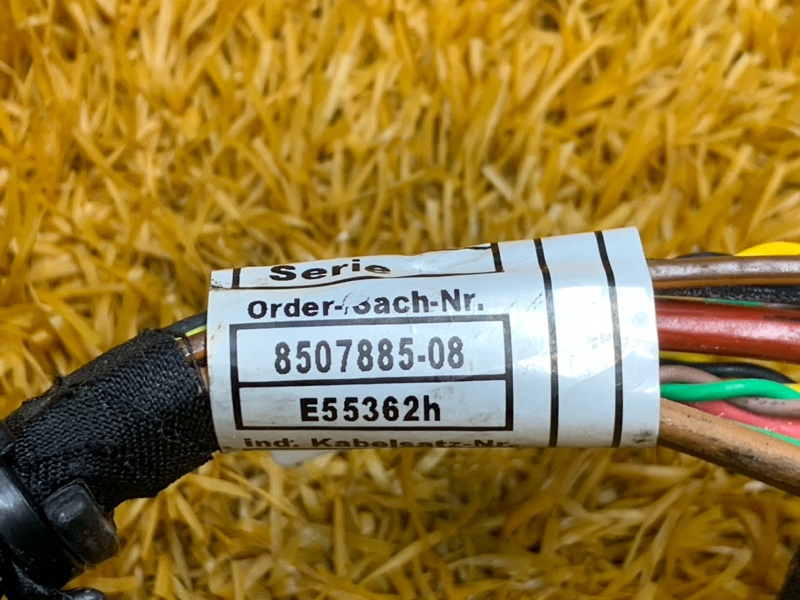 Serie
Order-/Sach-Nr.
8507885-08
E55362h
ind. Kabelsatz-Nr.